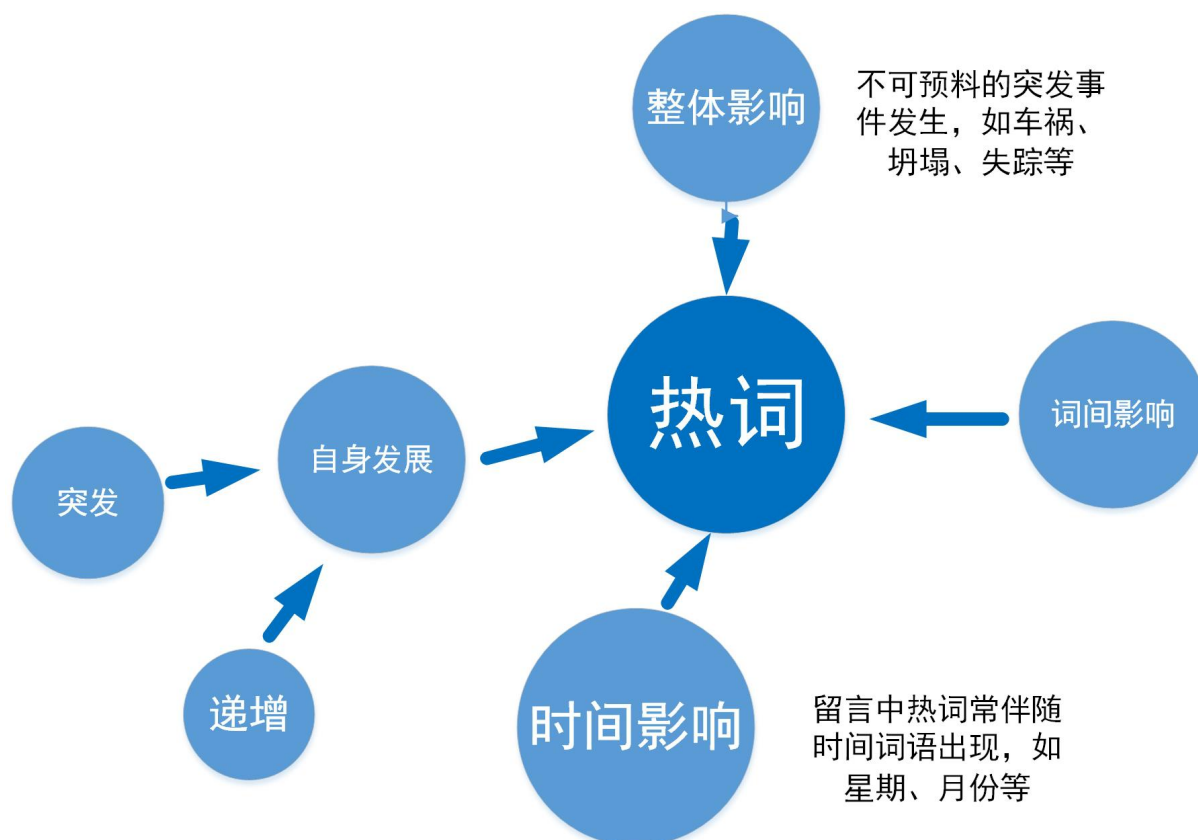 整体影响
不可预料的突发事
件发生，如车祸、
坍塌、失踪等
热词
词间影响
自身发展
突发
递增
时间影响
留言中热词常伴随
时间词语出现，如
星期、月份等